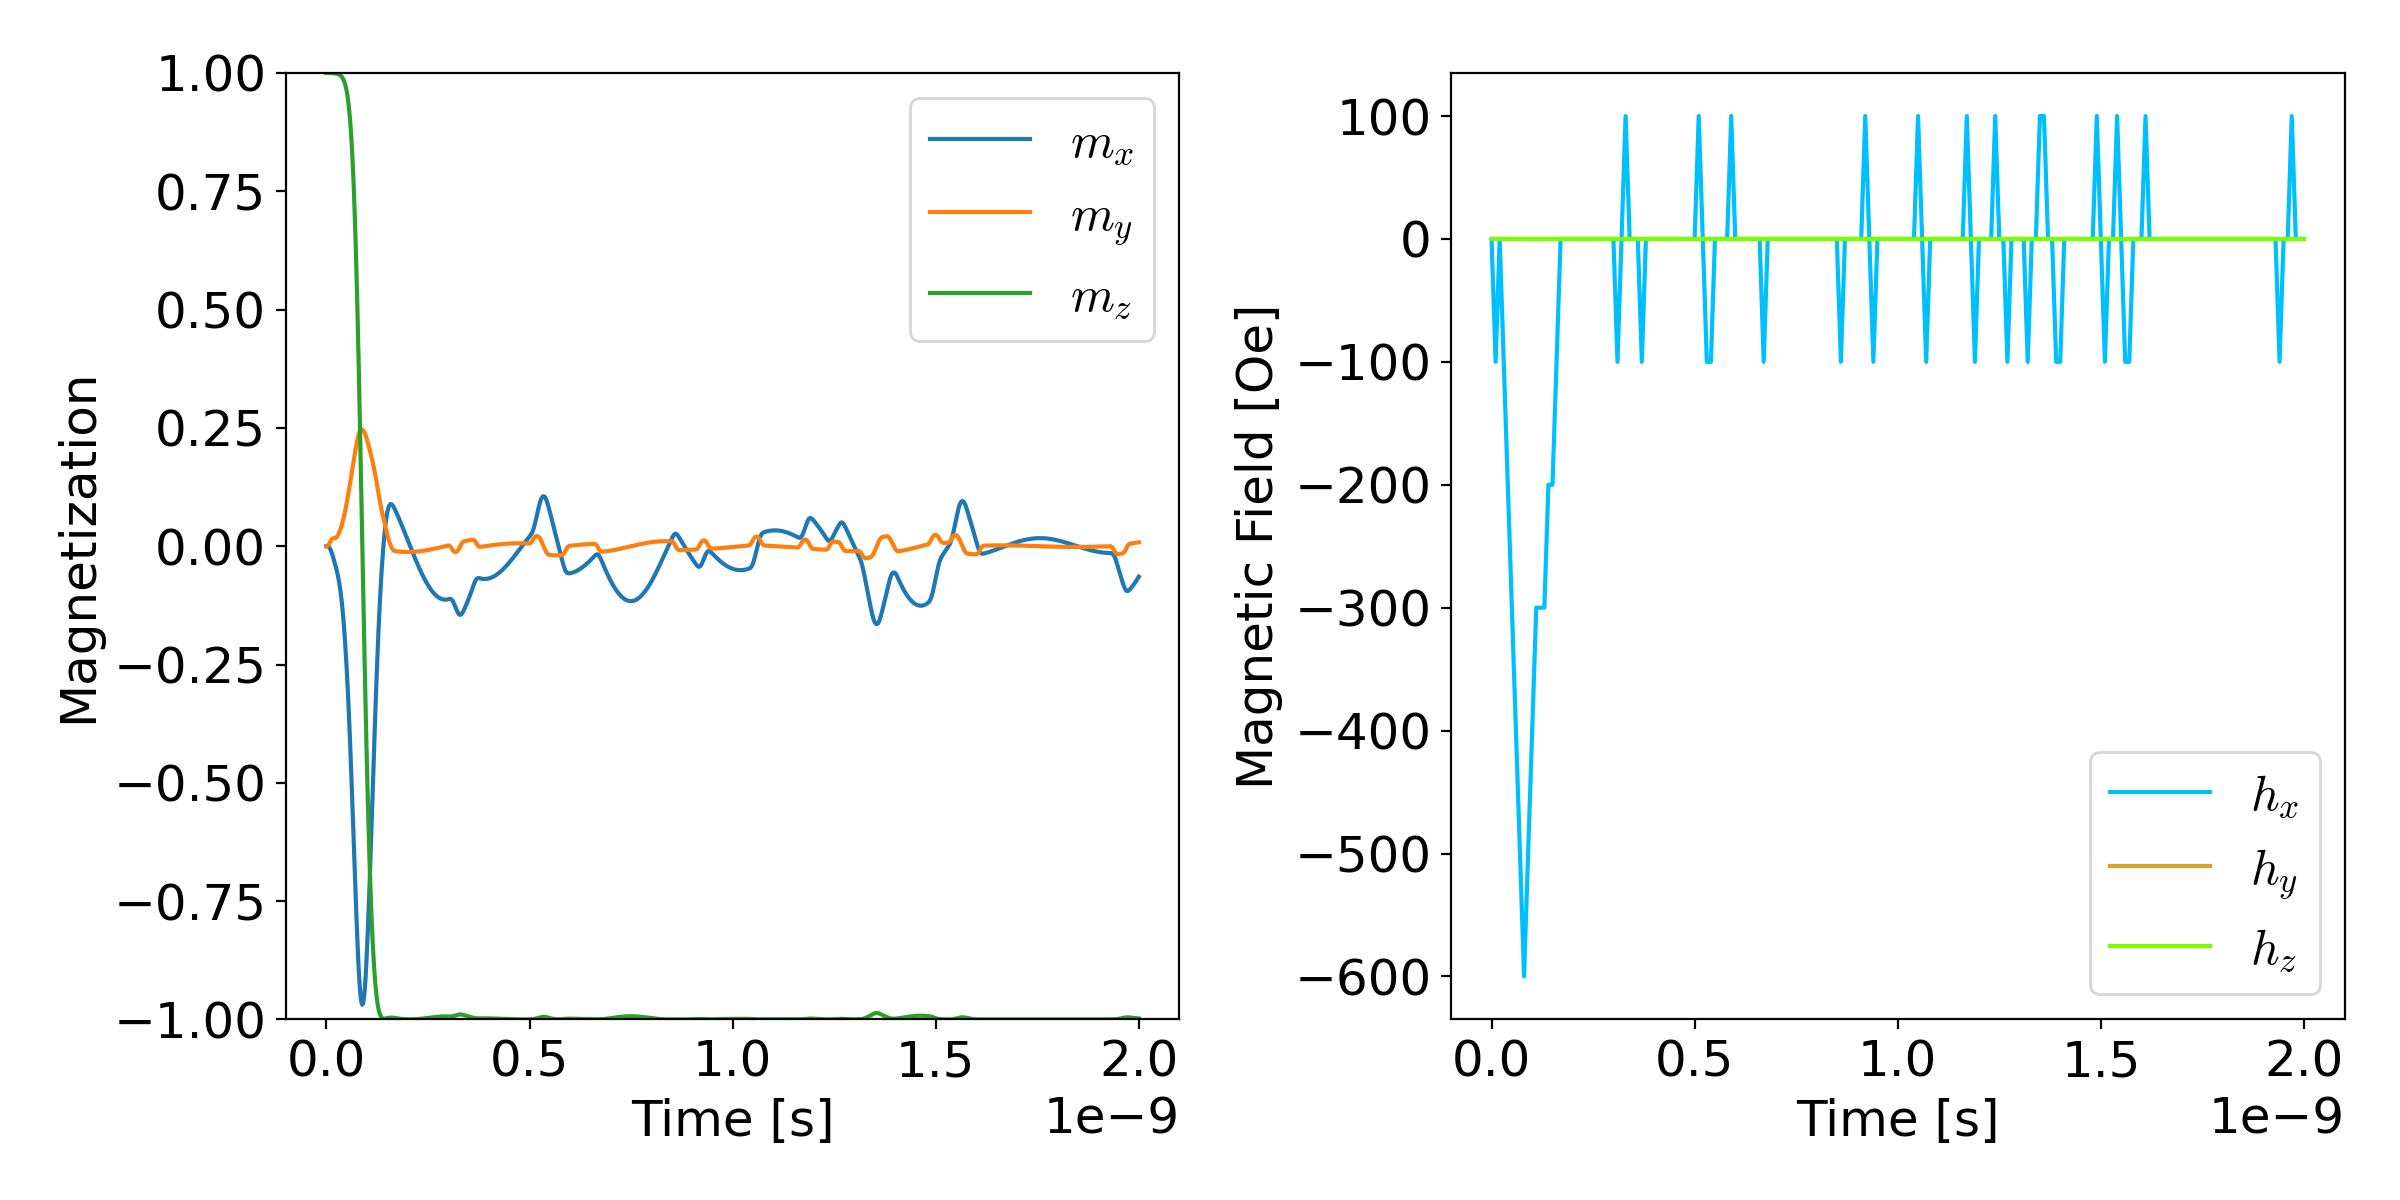 Magnetization
1.00
0.75
0.50
0.25
0.00
−0.25
−0.50
−0.75
−1.00
0.0 0.5 1.0 1.5 2.0
Time [s]
1e−9
m_x
m_y
m_z
Magnetic Field [Oe]
100
0
−100
−200
−300
−400
−500
−600
0.0 0.5 1.0 1.5 2.0
Time [s]
1e−9
h_x
h_y
h_z